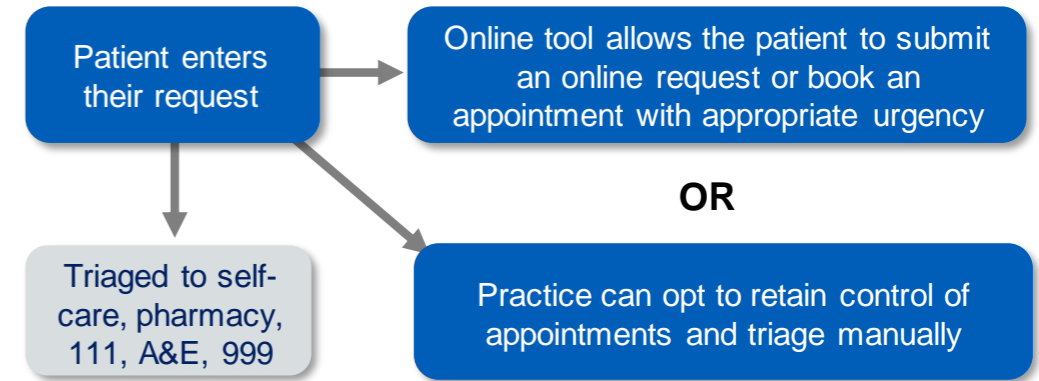 Patient enters
their request
Online tool allows the patient to submit
an online request or book an
appointment with appropriate urgency
OR
Triaged to self-
care, pharmacy,
111, A&E, 999
Practice can opt to retain control of
appointments and triage manually